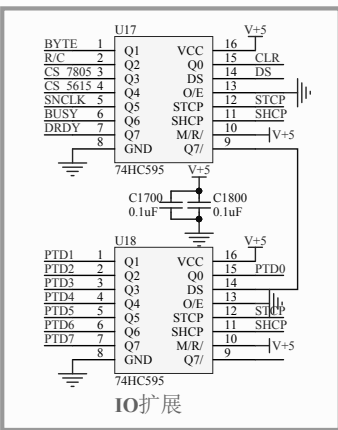 U17 V+5
BYTE 1 Q1 VCC 16
R/C 2 Q2 Q0 15 CLR
CS 7805 3 Q3 DS 14 DS
CS 5615 4 Q4 O/E 13
SNCLK 5 Q5 STCP 12 STCP
BUSY 6 Q6 SHCP 11 SHCP
DRDY 7 Q7 M/R/ 10 V+5
8 GND Q7/ 9
74HC595 V+5
C1700 C1800
0.1uF 0.1uF
U18 V+5
PTD1 1 Q1 VCC 16
PTD2 2 Q2 Q0 15 PTD0
PTD3 3 Q3 DS 14
PTD4 4 Q4 O/E 13
PTD5 5 Q5 STCP 12 STCP
PTD6 6 Q6 SHCP 11 SHCP
PTD7 7 Q7 M/R/ 10 V+5
8 GND Q7/ 9
74HC595
IO扩展